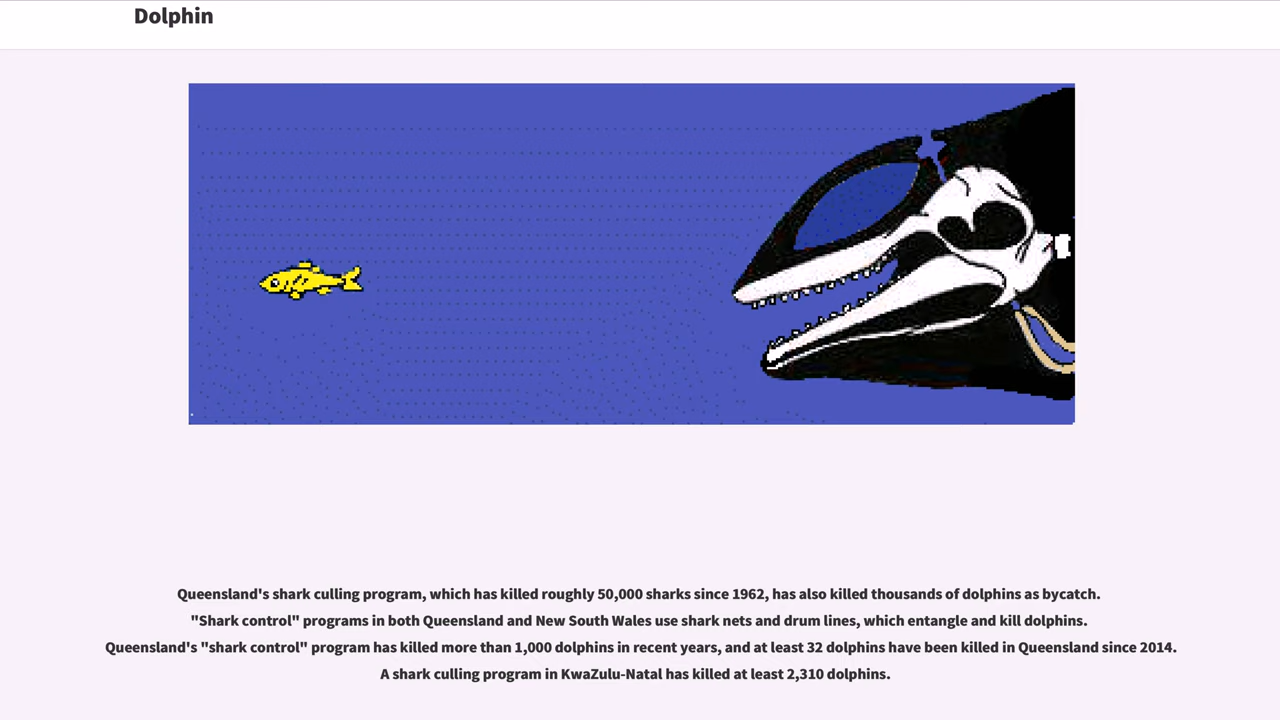 Dolphin
Queensland's shark culling program, which has killed roughly 50,000 sharks since 1962, has also killed thousands of dolphins as bycatch.
"Shark control" programs in both Queensland and New South Wales use shark nets and drum lines, which entangle and kill dolphins.
Queensland's "shark control" program has killed more than 1,000 dolphins in recent years, and at least 32 dolphins have been killed in Queensland since 2014.
A shark culling program in KwaZulu-Natal has killed at least 2,310 dolphins.